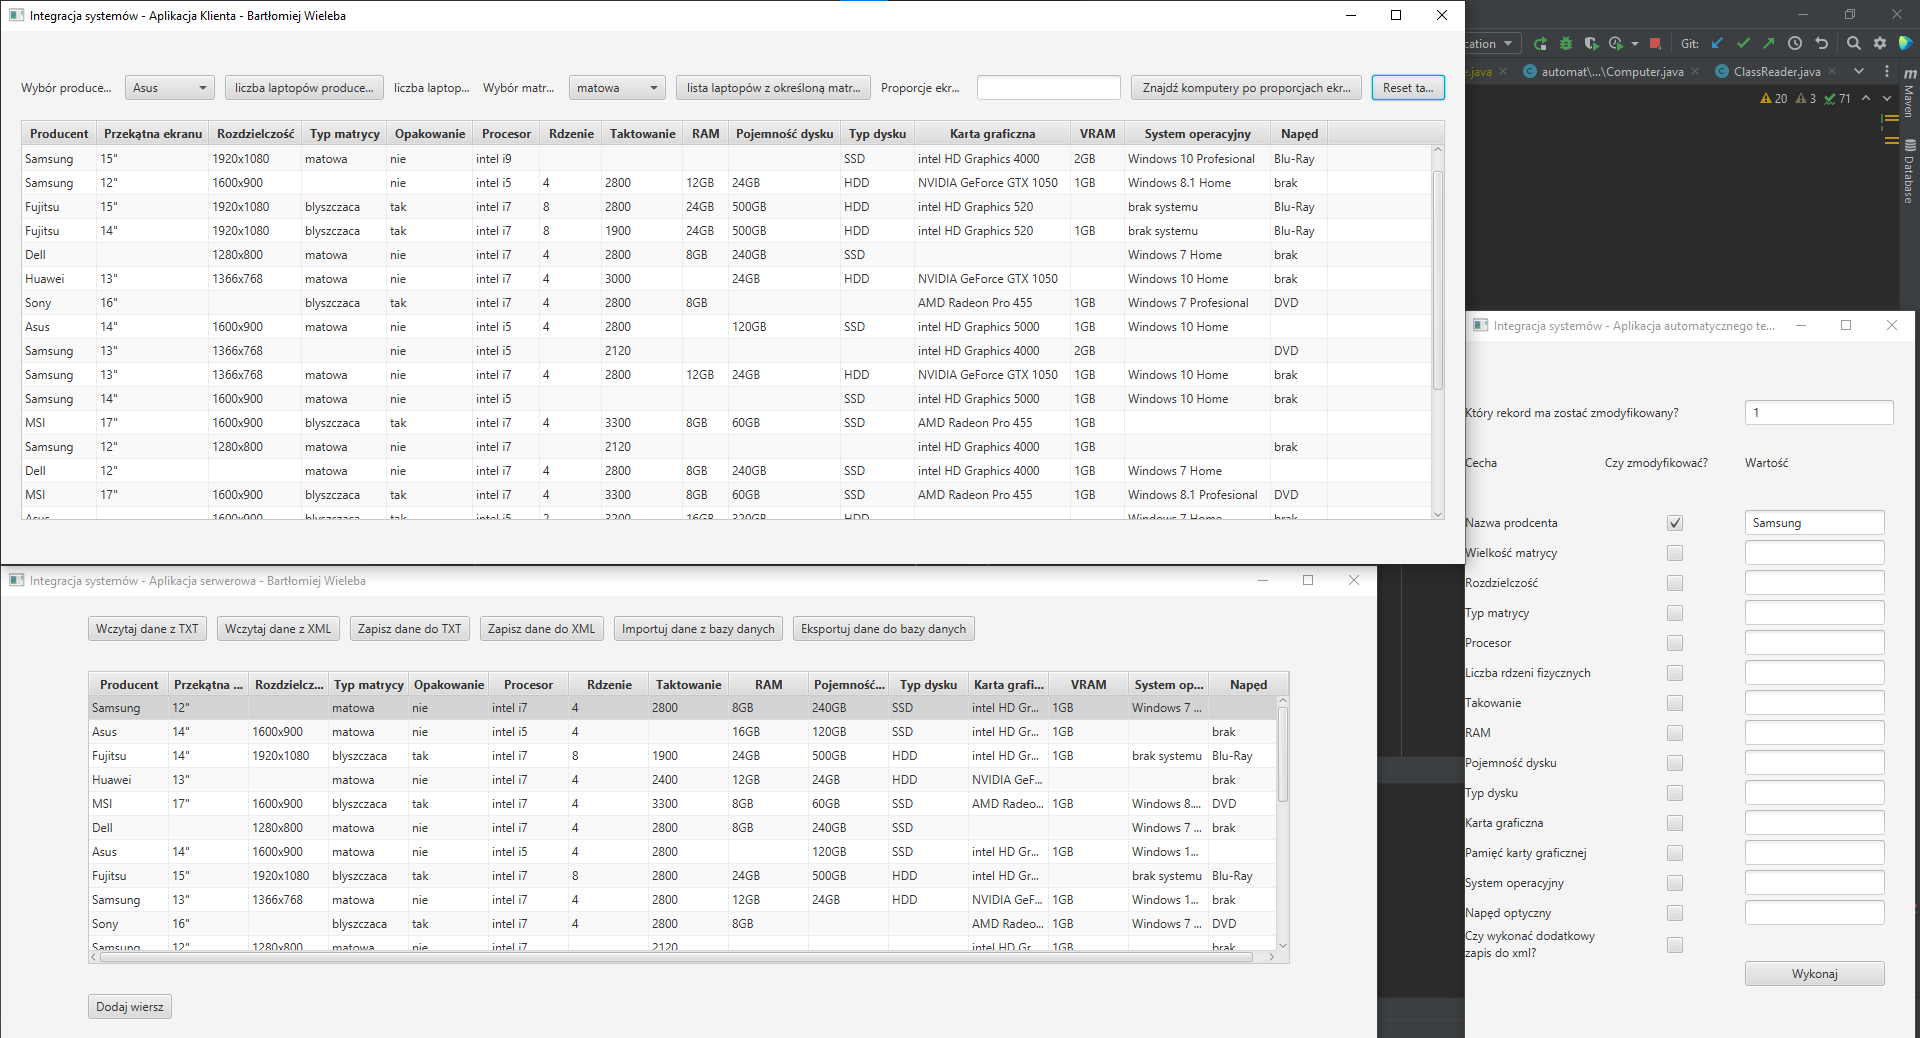 Integracja systemów - Aplikacja Klienta - Bartłomiej Wieleba
Wybór produce... Asus liczba laptopów produce... liczba laptop... Wybór matr... matowa lista laptopów z określoną matr... Proporcje ekr... Znajdź komputery po proporcjach ekr... Reset ta...
Producent Przekątna ekranu Rozdzielczość Typ matrycy Opakowanie Procesor Rdzenie Taktowanie RAM Pojemność dysku Typ dysku Karta graficzna VRAM System operacyjny Napęd
Samsung 15" 1920x1080 matowa nie intel i9 SSD intel HD Graphics 4000 2GB Windows 10 Profesional Blu-Ray
Samsung 12" 1600x900 nie intel i5 4 2800 12GB 24GB HDD NVIDIA GeForce GTX 1050 1GB Windows 8.1 Home brak
Fujitsu 15" 1920x1080 blyszczaca tak intel i7 8 2800 24GB 500GB HDD intel HD Graphics 520 brak systemu Blu-Ray
Fujitsu 14" 1920x1080 blyszczaca tak intel i7 8 1900 24GB 500GB HDD intel HD Graphics 520 1GB brak systemu Blu-Ray
Dell 1280x800 matowa nie intel i7 4 2800 8GB 240GB SSD Windows 7 Home brak
Huawei 13" 1366x768 matowa nie intel i7 4 3000 24GB HDD NVIDIA GeForce GTX 1050 Windows 10 Home brak
Sony 16" blyszczaca tak intel i7 4 2800 8GB AMD Radeon Pro 455 1GB Windows 7 Profesional DVD
Asus 14" 1600x900 matowa nie intel i5 4 2800 120GB SSD intel HD Graphics 5000 1GB Windows 10 Home
Samsung 13" 1366x768 nie intel i5 2120 intel HD Graphics 4000 2GB DVD
Samsung 13" 1366x768 matowa nie intel i7 4 2800 12GB 24GB HDD NVIDIA GeForce GTX 1050 1GB Windows 10 Home brak
Samsung 14" 1600x900 matowa nie intel i5 SSD intel HD Graphics 5000 1GB Windows 10 Home brak
MSI 17" 1600x900 blyszczaca tak intel i7 4 3300 8GB 60GB SSD AMD Radeon Pro 455 1GB
Samsung 12" 1280x800 matowa nie intel i7 2120 intel HD Graphics 4000 1GB brak
Dell 12" matowa nie intel i7 4 2800 8GB 240GB SSD intel HD Graphics 4000 1GB Windows 7 Home
MSI 17" 1600x900 blyszczaca tak intel i7 4 3300 8GB 60GB SSD AMD Radeon Pro 455 1GB Windows 8.1 Profesional DVD
Asus 1600x900 blyszczaca tak intel i5 2 3200 16GB 320GB HDD Windows 7 Home brak
Integracja systemów - Aplikacja serwerowa - Bartłomiej Wieleba
Wczytaj dane z TXT Wczytaj dane z XML Zapisz dane do TXT Zapisz dane do XML Importuj dane z bazy danych Eksportuj dane do bazy danych
Producent Przekątna ... Rozdzielcz... Typ matrycy Opakowanie Procesor Rdzenie Taktowanie RAM Pojemność... Typ dysku Karta grafi... VRAM System op... Napęd
Samsung 12" matowa nie intel i7 4 2800 8GB 240GB SSD intel HD Gr... 1GB Windows 7 ...
Asus 14" 1600x900 matowa nie intel i5 4 16GB 120GB SSD intel HD Gr... 1GB brak
Fujitsu 14" 1920x1080 blyszczaca tak intel i7 8 1900 24GB 500GB HDD intel HD Gr... 1GB brak systemu Blu-Ray
Huawei 13" matowa nie intel i7 4 2400 12GB 24GB HDD NVIDIA GeF... brak
MSI 17" 1600x900 blyszczaca tak intel i7 4 3300 8GB 60GB SSD AMD Radeo... 1GB Windows 8.... DVD
Dell 1280x800 matowa nie intel i7 4 2800 8GB 240GB SSD Windows 7 ... brak
Asus 14" 1600x900 matowa nie intel i5 4 2800 120GB SSD intel HD Gr... 1GB Windows 1...
Fujitsu 15" 1920x1080 blyszczaca tak intel i7 8 2800 24GB 500GB HDD intel HD Gr... brak systemu Blu-Ray
Samsung 13" 1366x768 matowa nie intel i7 4 2800 12GB 24GB HDD NVIDIA GeF... 1GB Windows 1... brak
Sony 16" blyszczaca tak intel i7 4 2800 8GB AMD Radeo... 1GB Windows 7 ... DVD
Samsung 12" 1280x800 matowa nie intel i7 2120 intel HD Gr... 1GB brak
Dodaj wiersz
cation Git:
e.java automat\...\Computer.java ClassReader.java
20 3 71
Maven
Database
Integracja systemów - Aplikacja automatycznego te...
Który rekord ma zostać zmodyfikowany? 1
Cecha Czy zmodyfikować? Wartość
Nazwa prodcenta Samsung
Wielkość matrycy
Rozdzielczość
Typ matrycy
Procesor
Liczba rdzeni fizycznych
Takowanie
RAM
Pojemność dysku
Typ dysku
Karta graficzna
Pamięć karty graficznej
System operacyjny
Napęd optyczny
Czy wykonać dodatkowy
zapis do xml?
Wykonaj